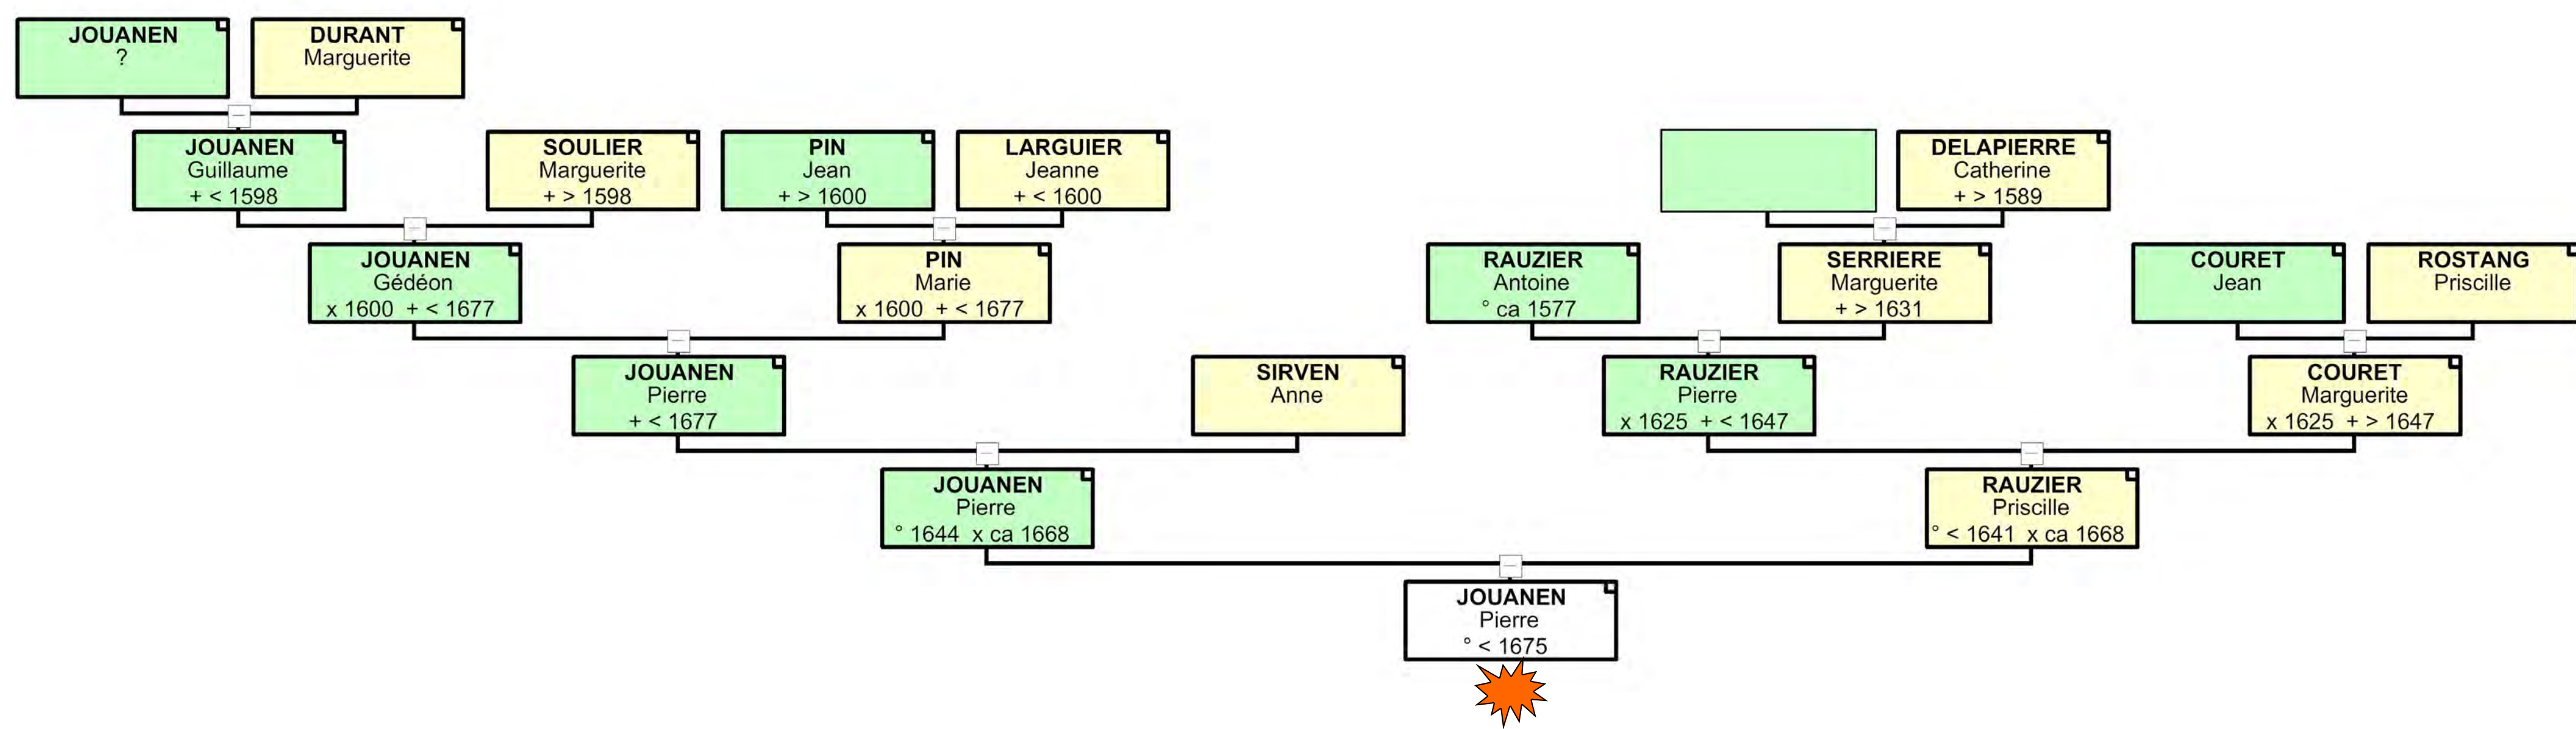 JOUANEN
?
DURANT
Marguerite
JOUANEN
Guillaume
+ < 1598
SOULIER
Marguerite
+ > 1598
PIN
Jean
+ > 1600
LARGUIER
Jeanne
+ < 1600
DELAPIERRE
Catherine
+ > 1589
JOUANEN
Gédéon
x 1600 + < 1677
PIN
Marie
x 1600 + < 1677
RAUZIER
Antoine
° ca 1577
SERRIERE
Marguerite
+ > 1631
COURET
Jean
ROSTANG
Priscille
JOUANEN
Pierre
+ < 1677
SIRVEN
Anne
RAUZIER
Pierre
x 1625 + < 1647
COURET
Marguerite
x 1625 + > 1647
JOUANEN
Pierre
° 1644 x ca 1668
RAUZIER
Priscille
° < 1641 x ca 1668
JOUANEN
Pierre
° < 1675